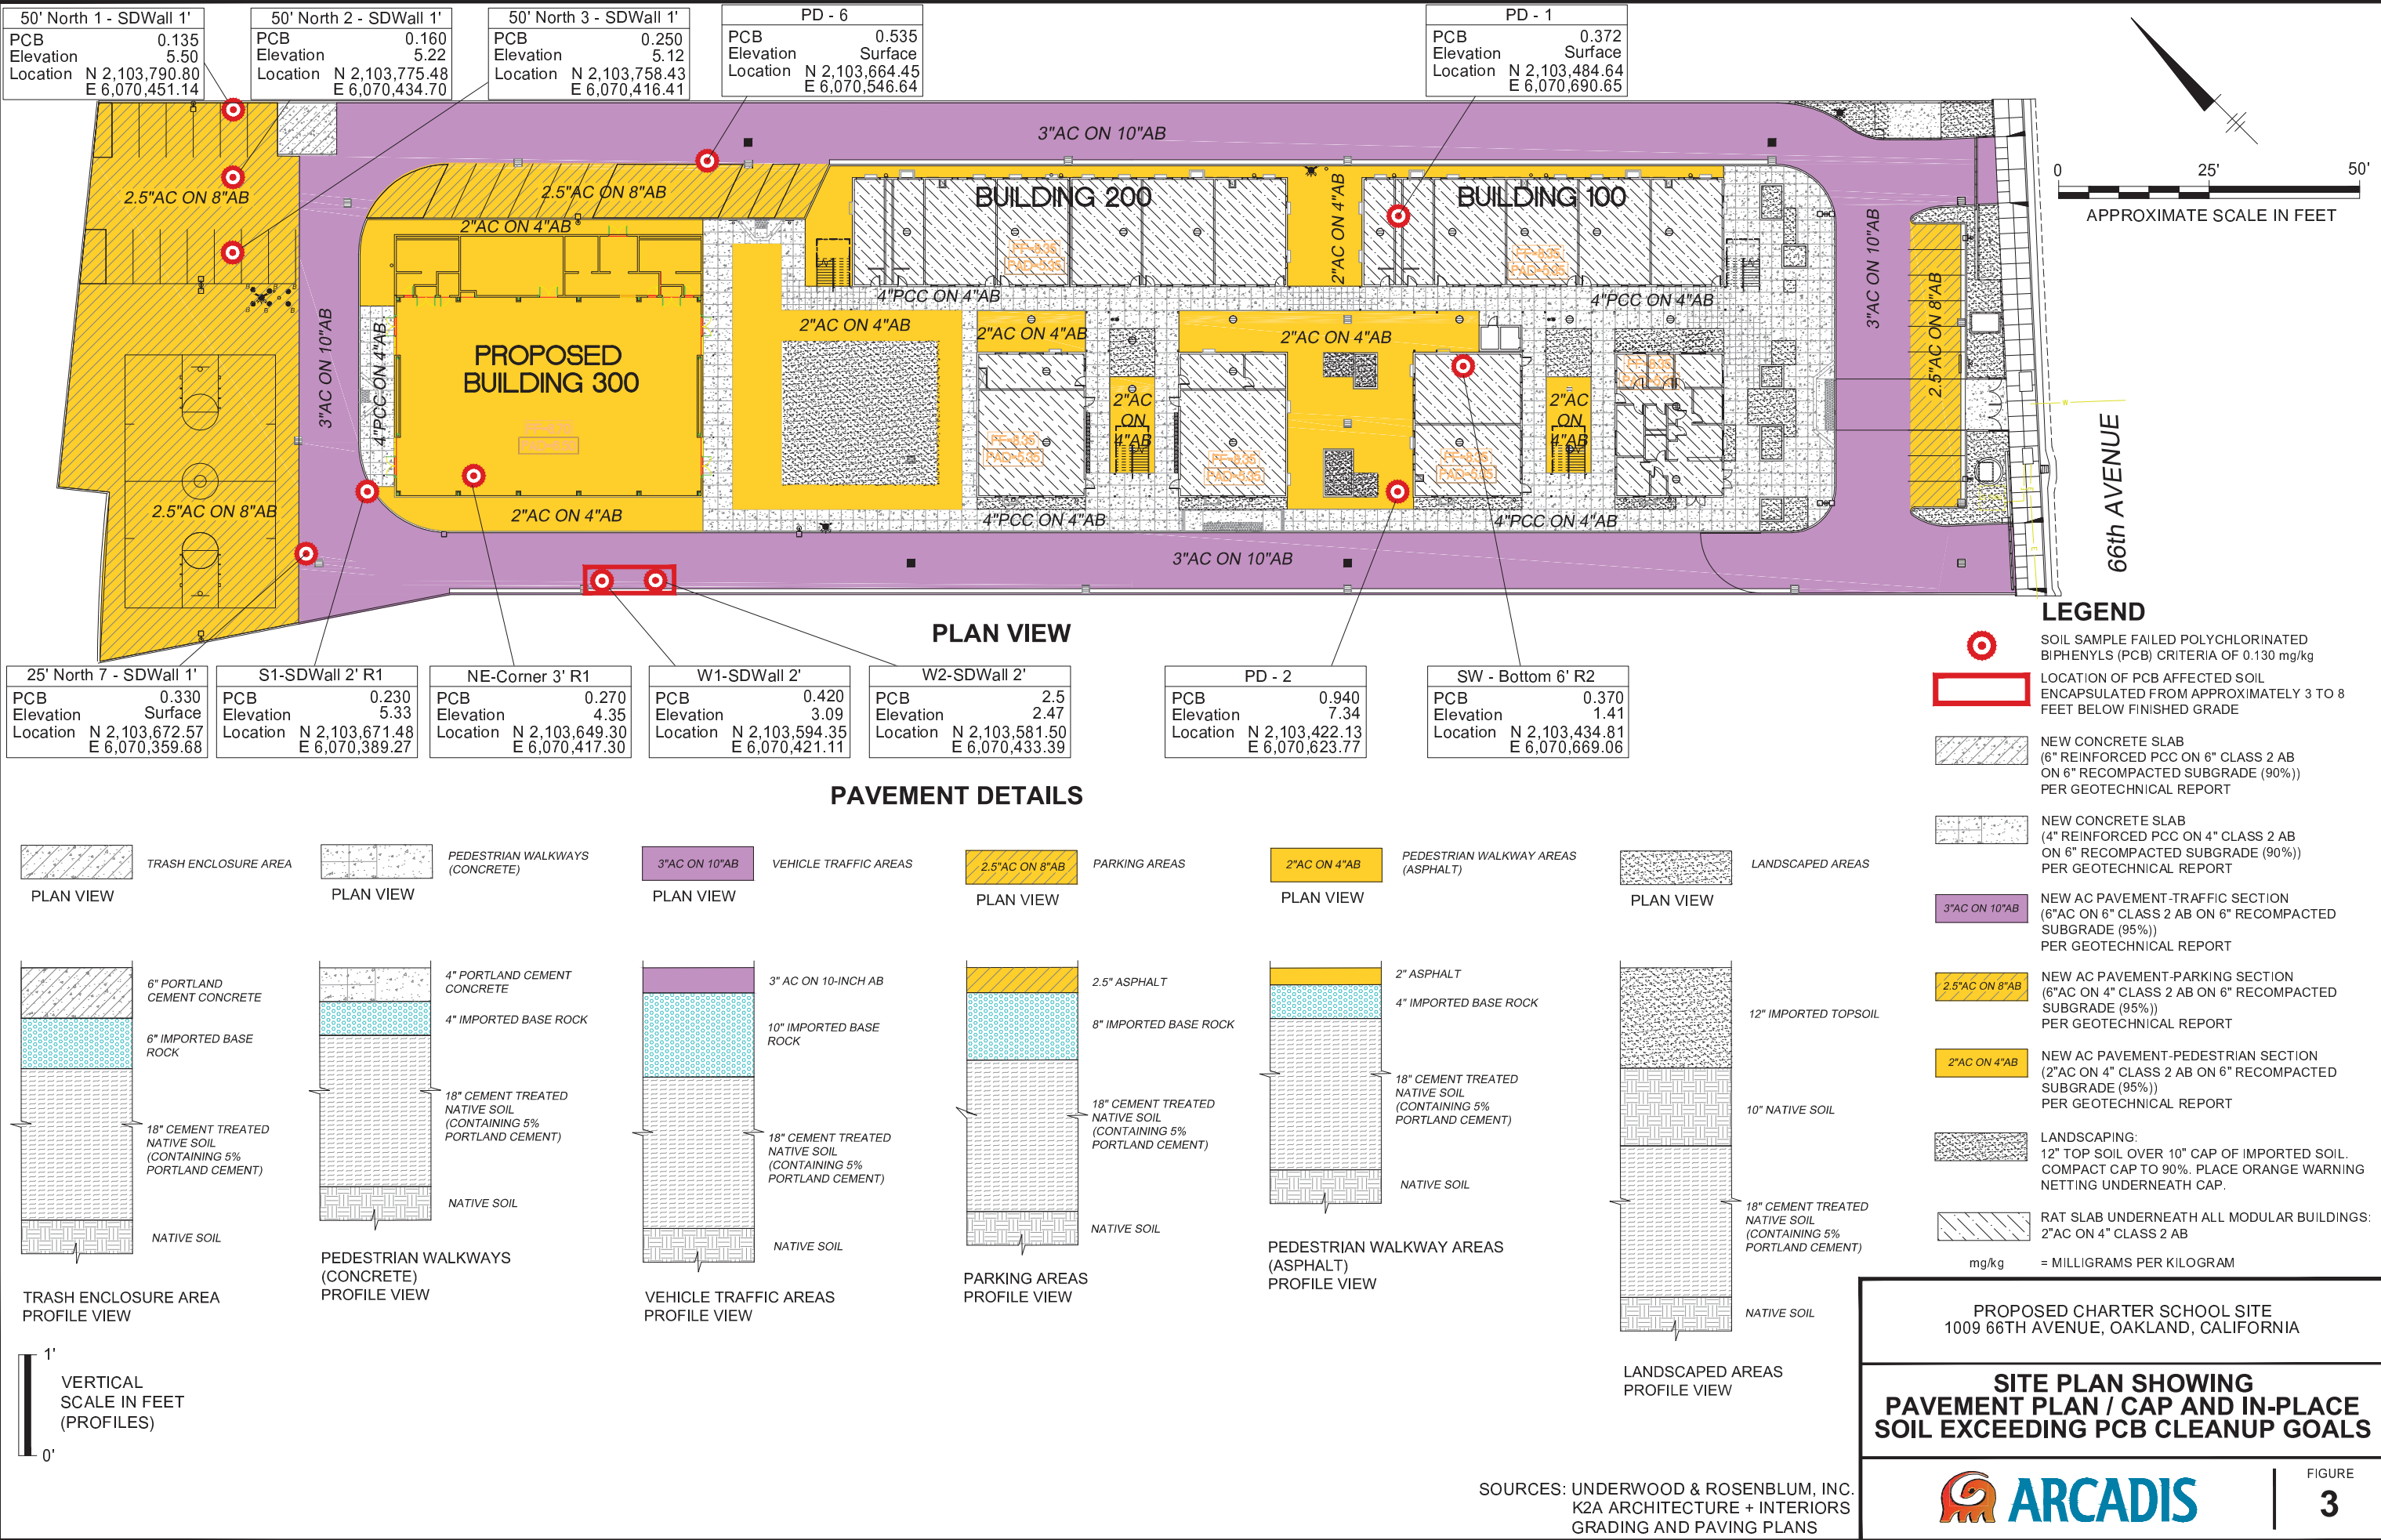 50' North 1 - SDWall 1'
PCB 0.135
Elevation 5.50
Location N 2,103,790.80
E 6,070,451.14
50' North 2 - SDWall 1'
PCB 0.160
Elevation 5.22
Location N 2,103,775.48
E 6,070,434.70
50' North 3 - SDWall 1'
PCB 0.250
Elevation 5.12
Location N 2,103,758.43
E 6,070,416.41
PD - 6
PCB 0.535
Elevation Surface
Location N 2,103,664.45
E 6,070,546.64
PD - 1
PCB 0.372
Elevation Surface
Location N 2,103,484.64
E 6,070,690.65
0 25' 50'
APPROXIMATE SCALE IN FEET
3"AC ON 10"AB
2.5"AC ON 8"AB
2.5"AC ON 8"AB
2"AC ON 4"AB
BUILDING 200
BUILDING 100
2"AC ON 4"AB
FF=8.35
PAD=5.35
FF=8.35
PAD=5.35
4"PCC ON 4"AB
4"PCC ON 4"AB
3"AC ON 10"AB
2.5"AC ON 8"AB
3"AC ON 10"AB
4"PCC ON 4"AB
PROPOSED
BUILDING 300
2"AC ON 4"AB
2"AC ON 4"AB
2"AC ON 4"AB
2"AC
ON
4"AB
2"AC
ON
4"AB
FF=8.35
PAD=5.35
FF=8.35
PAD=5.35
FF=8.35
PAD=5.35
FF=8.35
PAD=5.35
2.5"AC ON 8"AB
2"AC ON 4"AB
4"PCC ON 4"AB
4"PCC ON 4"AB
3"AC ON 10"AB
66th AVENUE
PLAN VIEW
25' North 7 - SDWall 1'
PCB 0.330
Elevation Surface
Location N 2,103,672.57
E 6,070,359.68
S1-SDWall 2' R1
PCB 0.230
Elevation 5.33
Location N 2,103,671.48
E 6,070,389.27
NE-Corner 3' R1
PCB 0.270
Elevation 4.35
Location N 2,103,649.30
E 6,070,417.30
W1-SDWall 2'
PCB 0.420
Elevation 3.09
Location N 2,103,594.35
E 6,070,421.11
W2-SDWall 2'
PCB 2.5
Elevation 2.47
Location N 2,103,581.50
E 6,070,433.39
PD - 2
PCB 0.940
Elevation 7.34
Location N 2,103,422.13
E 6,070,623.77
SW - Bottom 6' R2
PCB 0.370
Elevation 1.41
Location N 2,103,434.81
E 6,070,669.06
LEGEND
SOIL SAMPLE FAILED POLYCHLORINATED
BIPHENYLS (PCB) CRITERIA OF 0.130 mg/kg
LOCATION OF PCB AFFECTED SOIL
ENCAPSULATED FROM APPROXIMATELY 3 TO 8
FEET BELOW FINISHED GRADE
NEW CONCRETE SLAB
(6" REINFORCED PCC ON 6" CLASS 2 AB
ON 6" RECOMPACTED SUBGRADE (90%))
PER GEOTECHNICAL REPORT
NEW CONCRETE SLAB
(4" REINFORCED PCC ON 4" CLASS 2 AB
ON 6" RECOMPACTED SUBGRADE (90%))
PER GEOTECHNICAL REPORT
3"AC ON 10"AB
NEW AC PAVEMENT-TRAFFIC SECTION
(6"AC ON 6" CLASS 2 AB ON 6" RECOMPACTED
SUBGRADE (95%))
PER GEOTECHNICAL REPORT
2.5"AC ON 8"AB
NEW AC PAVEMENT-PARKING SECTION
(6"AC ON 4" CLASS 2 AB ON 6" RECOMPACTED
SUBGRADE (95%))
PER GEOTECHNICAL REPORT
2"AC ON 4"AB
NEW AC PAVEMENT-PEDESTRIAN SECTION
(2"AC ON 4" CLASS 2 AB ON 6" RECOMPACTED
SUBGRADE (95%))
PER GEOTECHNICAL REPORT
LANDSCAPING:
12" TOP SOIL OVER 10" CAP OF IMPORTED SOIL.
COMPACT CAP TO 90%. PLACE ORANGE WARNING
NETTING UNDERNEATH CAP.
RAT SLAB UNDERNEATH ALL MODULAR BUILDINGS:
2"AC ON 4" CLASS 2 AB
mg/kg = MILLIGRAMS PER KILOGRAM
PAVEMENT DETAILS
TRASH ENCLOSURE AREA
PLAN VIEW
PEDESTRIAN WALKWAYS
(CONCRETE)
PLAN VIEW
3"AC ON 10"AB
VEHICLE TRAFFIC AREAS
PLAN VIEW
2.5"AC ON 8"AB
PARKING AREAS
PLAN VIEW
2"AC ON 4"AB
PEDESTRIAN WALKWAY AREAS
(ASPHALT)
PLAN VIEW
LANDSCAPED AREAS
PLAN VIEW
6" PORTLAND
CEMENT CONCRETE
6" IMPORTED BASE
ROCK
18" CEMENT TREATED
NATIVE SOIL
(CONTAINING 5%
PORTLAND CEMENT)
NATIVE SOIL
TRASH ENCLOSURE AREA
PROFILE VIEW
4" PORTLAND CEMENT
CONCRETE
4" IMPORTED BASE ROCK
18" CEMENT TREATED
NATIVE SOIL
(CONTAINING 5%
PORTLAND CEMENT)
NATIVE SOIL
PEDESTRIAN WALKWAYS
(CONCRETE)
PROFILE VIEW
3" AC ON 10-INCH AB
10" IMPORTED BASE
ROCK
18" CEMENT TREATED
NATIVE SOIL
(CONTAINING 5%
PORTLAND CEMENT)
NATIVE SOIL
VEHICLE TRAFFIC AREAS
PROFILE VIEW
2.5" ASPHALT
8" IMPORTED BASE ROCK
18" CEMENT TREATED
NATIVE SOIL
(CONTAINING 5%
PORTLAND CEMENT)
NATIVE SOIL
PARKING AREAS
PROFILE VIEW
2" ASPHALT
4" IMPORTED BASE ROCK
18" CEMENT TREATED
NATIVE SOIL
(CONTAINING 5%
PORTLAND CEMENT)
NATIVE SOIL
PEDESTRIAN WALKWAY AREAS
(ASPHALT)
PROFILE VIEW
12" IMPORTED TOPSOIL
10" NATIVE SOIL
18" CEMENT TREATED
NATIVE SOIL
(CONTAINING 5%
PORTLAND CEMENT)
NATIVE SOIL
LANDSCAPED AREAS
PROFILE VIEW
1'
VERTICAL
SCALE IN FEET
(PROFILES)
0'
SOURCES: UNDERWOOD & ROSENBLUM, INC.
K2A ARCHITECTURE + INTERIORS
GRADING AND PAVING PLANS
PROPOSED CHARTER SCHOOL SITE
1009 66TH AVENUE, OAKLAND, CALIFORNIA
SITE PLAN SHOWING
PAVEMENT PLAN / CAP AND IN-PLACE
SOIL EXCEEDING PCB CLEANUP GOALS
ARCADIS
FIGURE
3